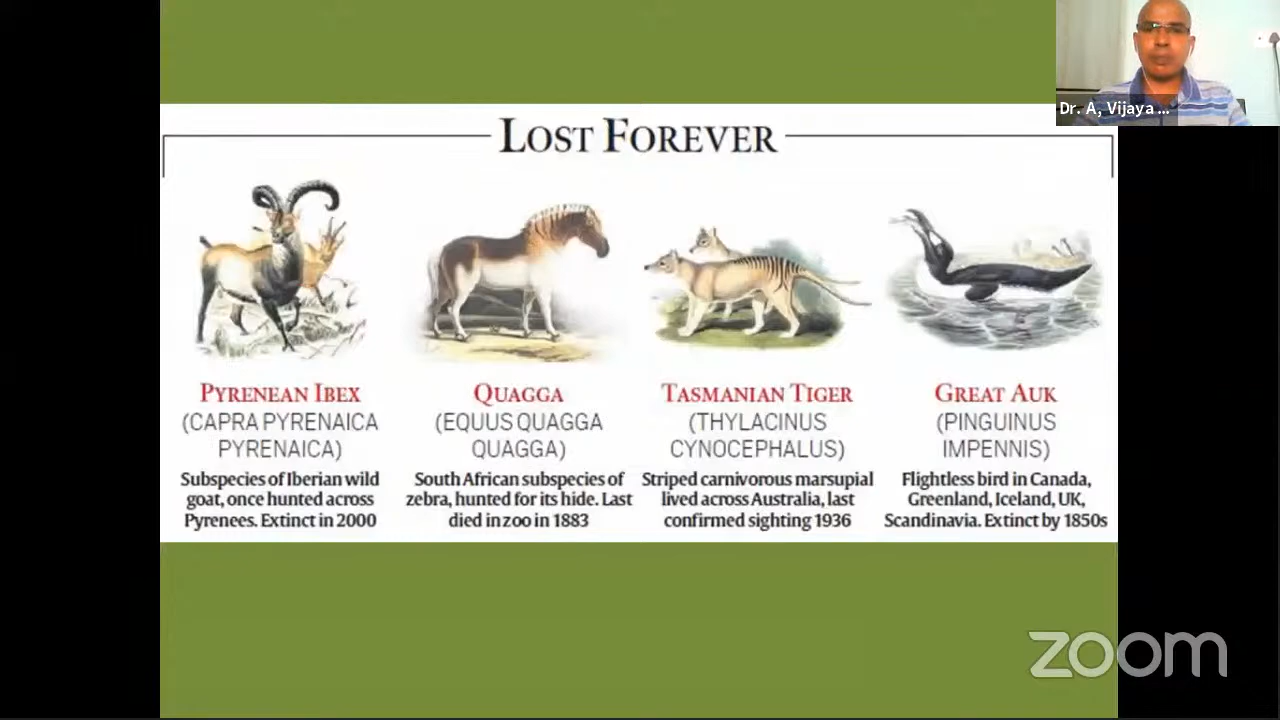 Dr. A, Vijaya ...
LOST FOREVER
PYRENEAN IBEX
(CAPRA PYRENAICA
PYRENAICA)
Subspecies of Iberian wild
goat, once hunted across
Pyrenees. Extinct in 2000
QUAGGA
(EQUUS QUAGGA
QUAGGA)
South African subspecies of
zebra, hunted for its hide. Last
died in zoo in 1883
TASMANIAN TIGER
(THYLACINUS
CYNOCEPHALUS)
Striped carnivorous marsupial
lived across Australia, last
confirmed sighting 1936
GREAT AUK
(PINGUINUS
IMPENNIS)
Flightless bird in Canada,
Greenland, Iceland, UK,
Scandinavia. Extinct by 1850s
zoom